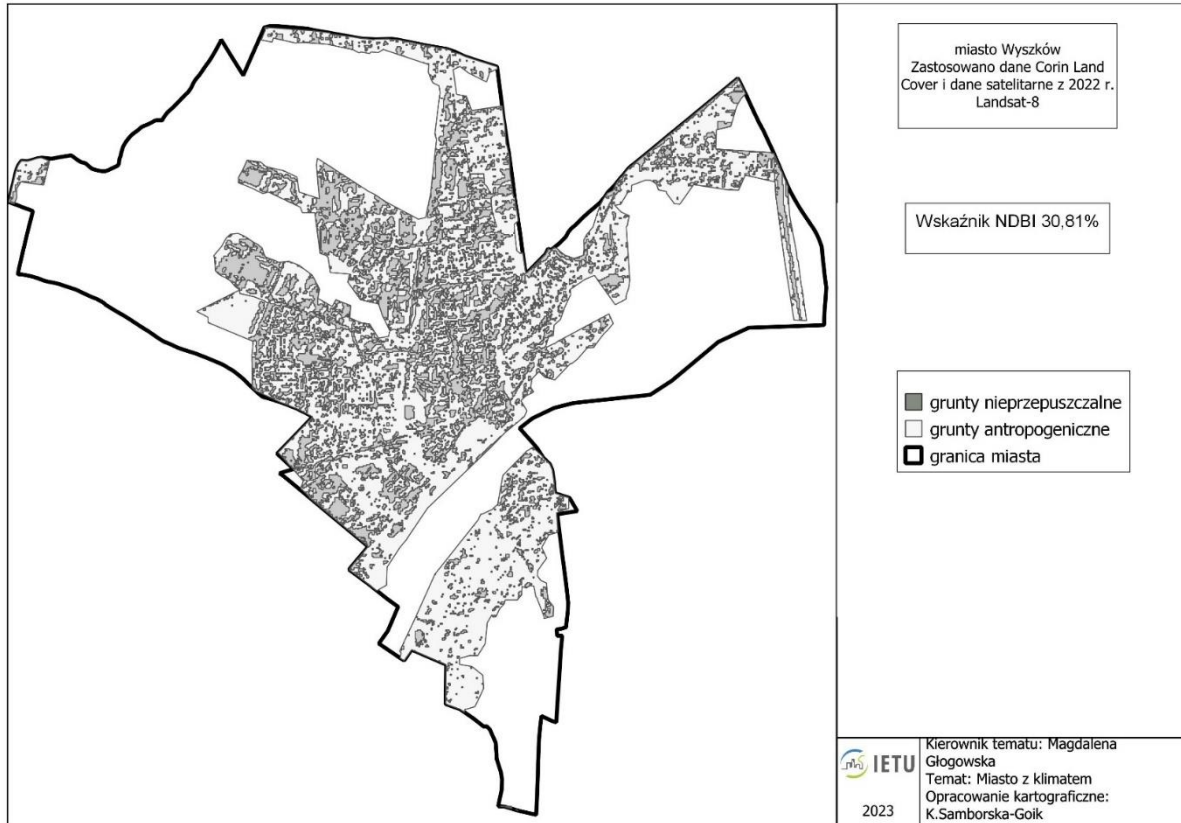 miasto Wyszków
Zastosowano dane Corin Land
Cover i dane satelitarne z 2022 r.
Landsat-8
Wskaźnik NDBI 30,81%
grunty nieprzepuszczalne
grunty antropogeniczne
granica miasta
IETU
2023
Kierownik tematu: Magdalena
Głogowska
Temat: Miasto z klimatem
Opracowanie kartograficzne:
K.Samborska-Goik